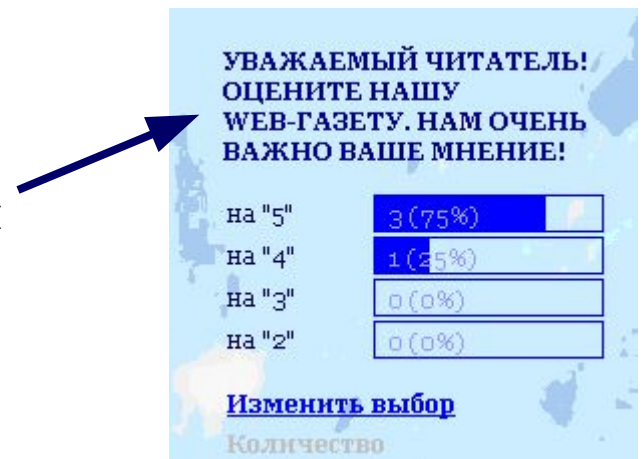 УВАЖАЕМЫЙ ЧИТАТЕЛЬ!
ОЦЕНИТЕ НАШУ
WEB-ГАЗЕТУ. НАМ ОЧЕНЬ
ВАЖНО ВАШЕ МНЕНИЕ!
на "5" 3 (75%)
на "4" 1 (25%)
на "3" 0 (0%)
на "2" 0 (0%)
Изменить выбор
Количество